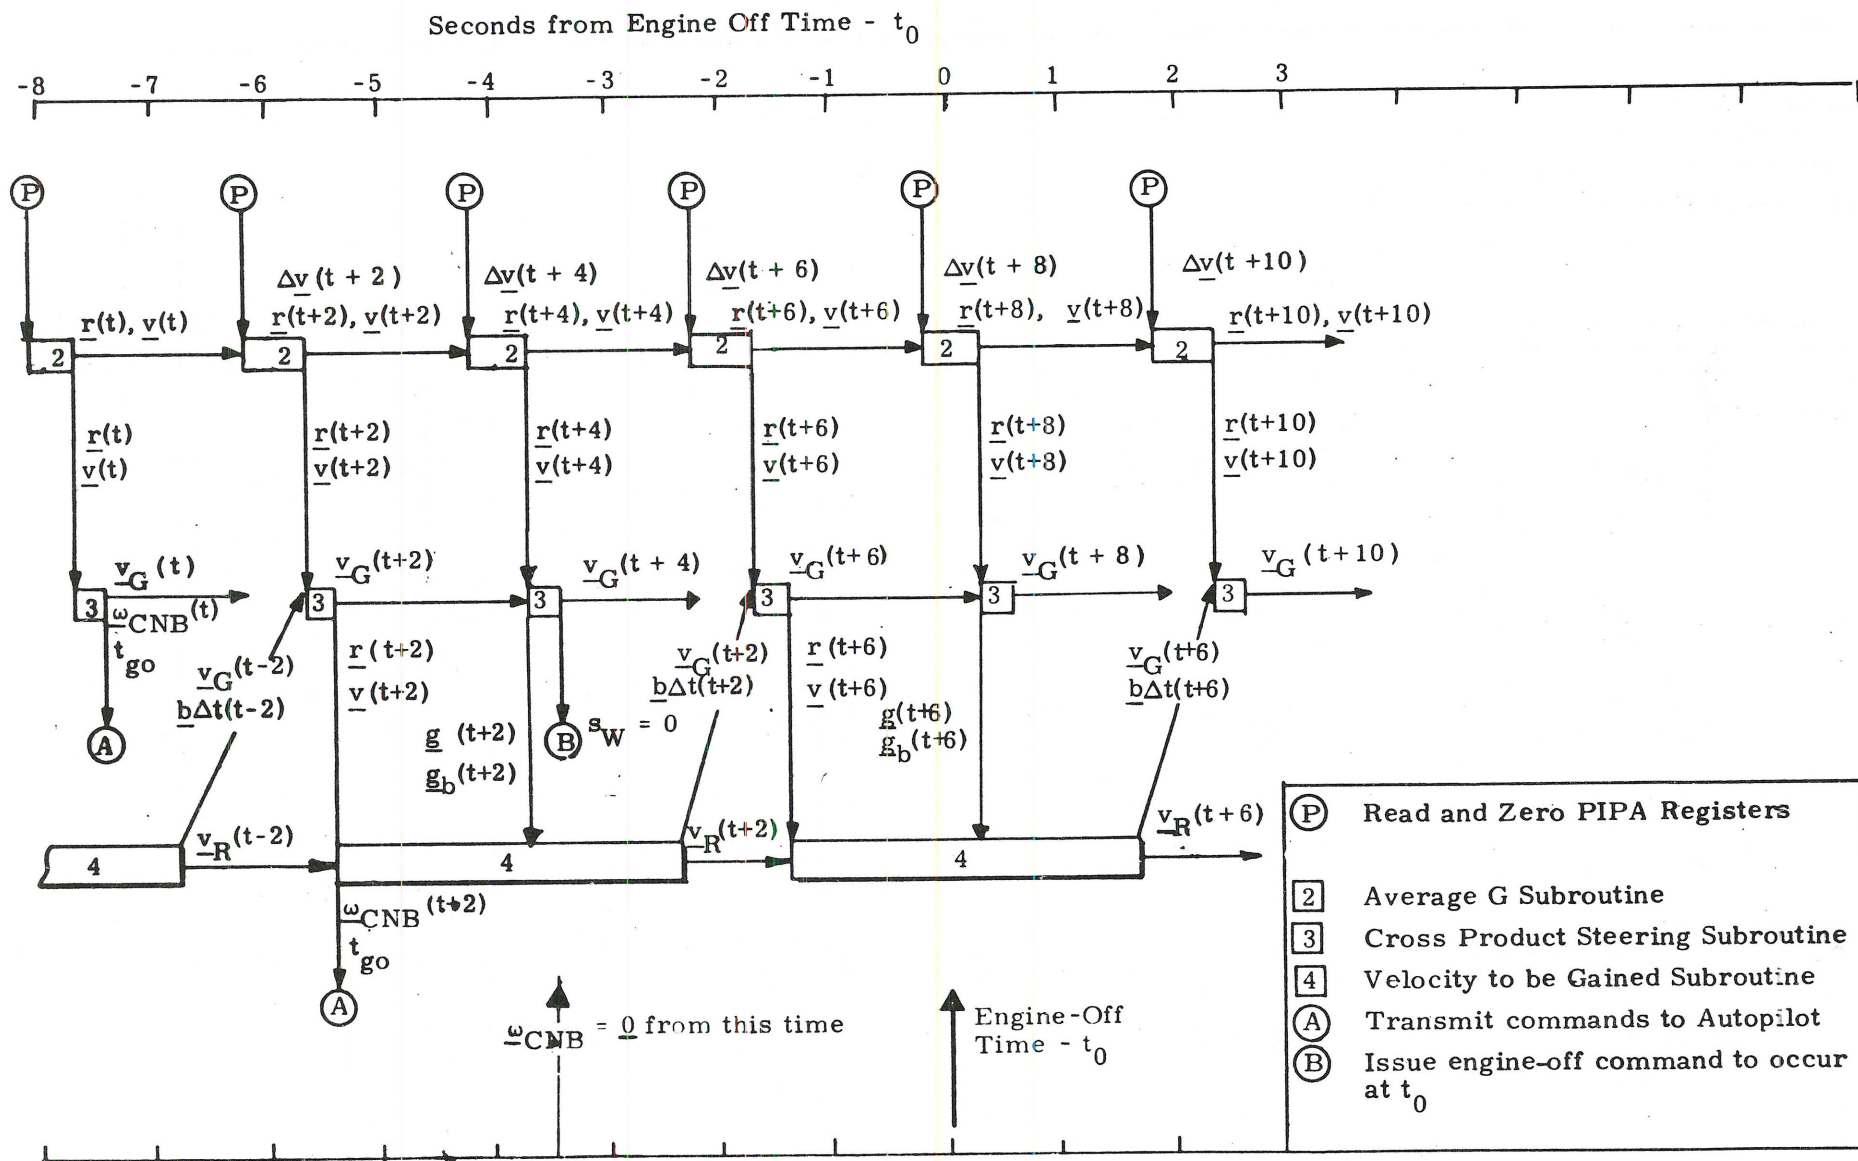 Seconds from Engine Off Time - t0
-8 -7 -6 -5 -4 -3 -2 -1 0 1 2 3
P P P P P P
Δv(t + 2) Δv(t + 4) Δv(t + 6) Δv(t + 8) Δv(t +10)
r(t), v(t) r(t+2), v(t+2) r(t+4), v(t+4) r(t+6), v(t+6) r(t+8), v(t+8) r(t+10), v(t+10)
2 2 2 2 2 2
r(t) r(t+2) r(t+4) r(t+6) r(t+8) r(t+10)
v(t) v(t+2) v(t+4) v(t+6) v(t+8) v(t+10)
vG(t) vG(t+2) vG(t + 4) vG(t+6) vG(t + 8) vG(t+10)
3 3 3 3 3 3
ωCNB(t)
tgo
vG(t-2)
bΔt(t-2)
r(t+2)
v(t+2)
vG(t+2)
bΔt(t+2)
r(t+6)
v(t+6)
vG(t+6)
bΔt(t+6)
A
g (t+2)
gb(t+2)
B sW = 0
g(t+6)
gb(t+6)
4 vR(t-2) 4 vR(t+2) 4 vR(t+6)
ωCNB(t+2)
tgo
A
ωCNB = 0 from this time
Engine-Off
Time - t0
P Read and Zero PIPA Registers
2 Average G Subroutine
3 Cross Product Steering Subroutine
4 Velocity to be Gained Subroutine
A Transmit commands to Autopilot
B Issue engine-off command to occur
at t0